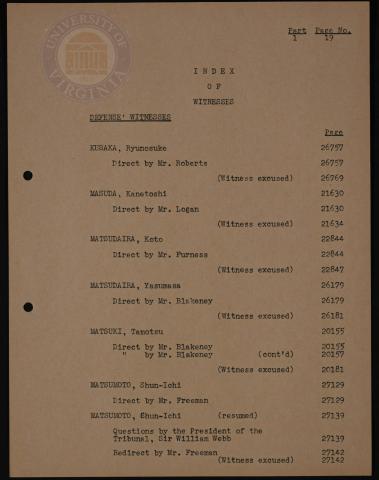 UNIVERSITY OF VIRGINIA
Part Page No.
1 19
INDEX
OF
WITNESSES
DEFENSE' WITNESSES
Page
KUSAKA, Ryunosuke 26757
Direct by Mr. Roberts 26757
(Witness excused) 26769
MASUDA, Kanetoshi 21630
Direct by Mr. Logan 21630
(Witness excused) 21634
MATSUDAIRA, Koto 22844
Direct by Mr. Furness 22844
(Witness excused) 22847
MATSUDAIRA, Yasumasa 26179
Direct by Mr. Blakeney 26179
(Witness excused) 26181
MATSUKI, Tamotsu 20155
Direct by Mr. Blakeney 20155
" by Mr. Blakeney (cont'd) 20157
(Witness excused) 20181
MATSUMOTO, Shun-Ichi 27129
Direct by Mr. Freeman 27129
MATSUMOTO, Shun-Ichi (resumed) 27139
Questions by the President of the
Tribunal, Sir William Webb 27139
Redirect by Mr. Freeman 27142
(Witness excused) 27142